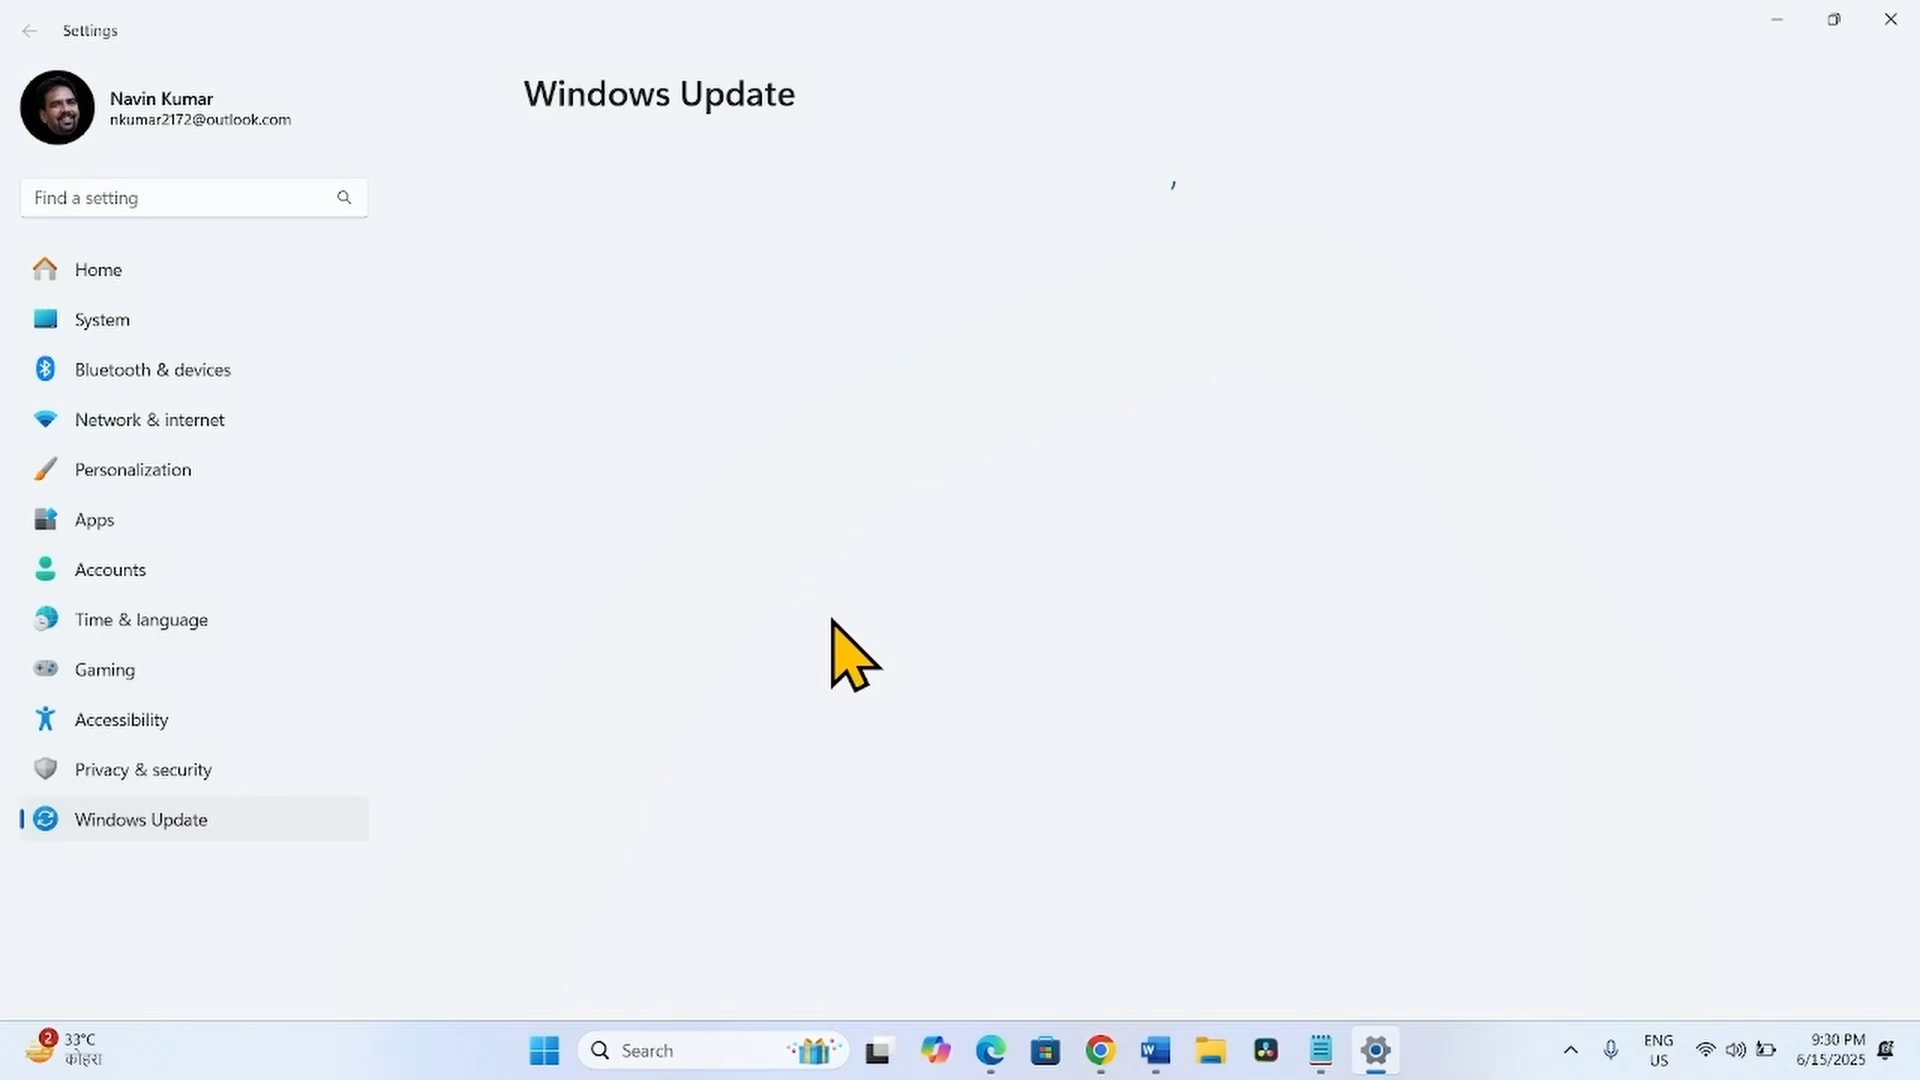 Settings
Navin Kumar
nkumar2172@outlook.com
Windows Update
Find a setting
Home
System
Bluetooth & devices
Network & internet
Personalization
Apps
Accounts
Time & language
Gaming
Accessibility
Privacy & security
Windows Update
2
33°C
कोहरा
Search
ENG
US
9:30 PM
6/15/2025